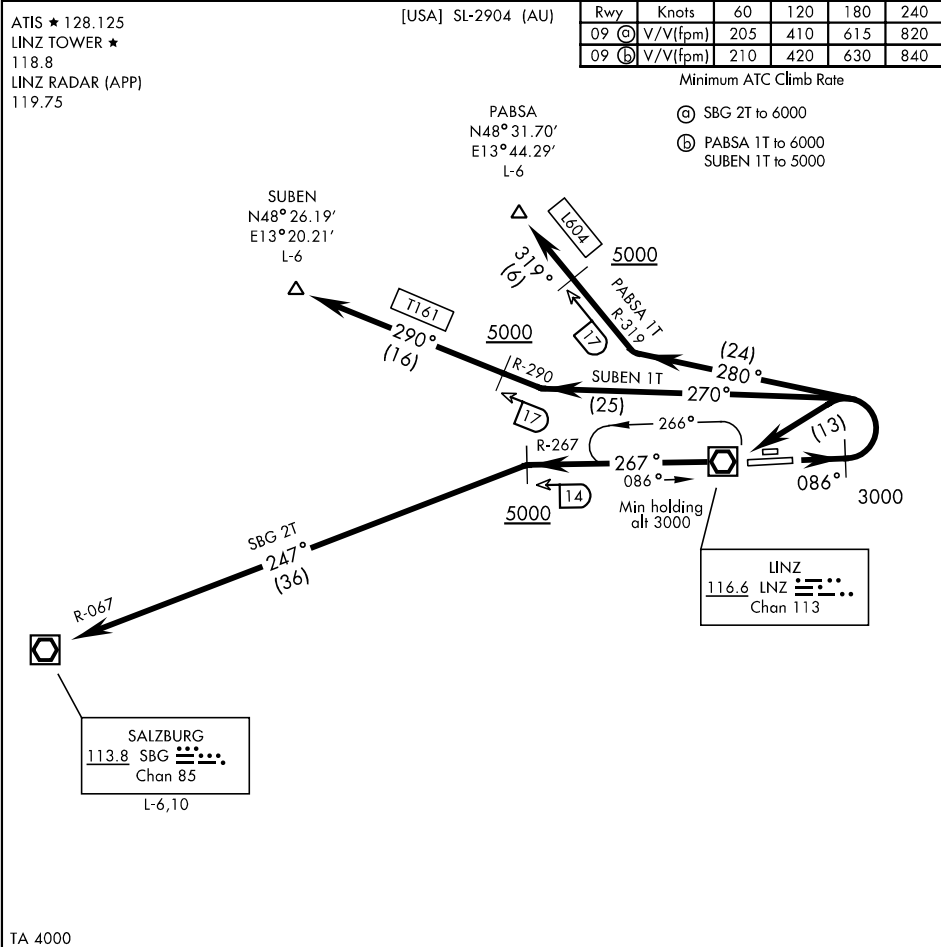 ATIS ★ 128.125
LINZ TOWER ★
118.8
LINZ RADAR (APP)
119.75
[USA] SL-2904 (AU)
Rwy Knots 60 120 180 240
09 ⓐ V/V(fpm) 205 410 615 820
09 ⓑ V/V(fpm) 210 420 630 840
Minimum ATC Climb Rate
ⓐ SBG 2T to 6000
ⓑ PABSA 1T to 6000
SUBEN 1T to 5000
PABSA
N48° 31.70'
E13° 44.29'
L-6
SUBEN
N48° 26.19'
E13° 20.21'
L-6
L604
319°
(6)
5000
17
PABSA 1T
R-319
T161
290°
(16)
5000
R-290
17
(24)
280°
SUBEN 1T
270°
(25)
(13)
266°
R-267
267°
086°
14
5000
Min holding
alt 3000
086°
3000
SBG 2T
247°
(36)
R-067
LINZ
116.6 LNZ
Chan 113
SALZBURG
113.8 SBG
Chan 85
L-6,10
TA 4000